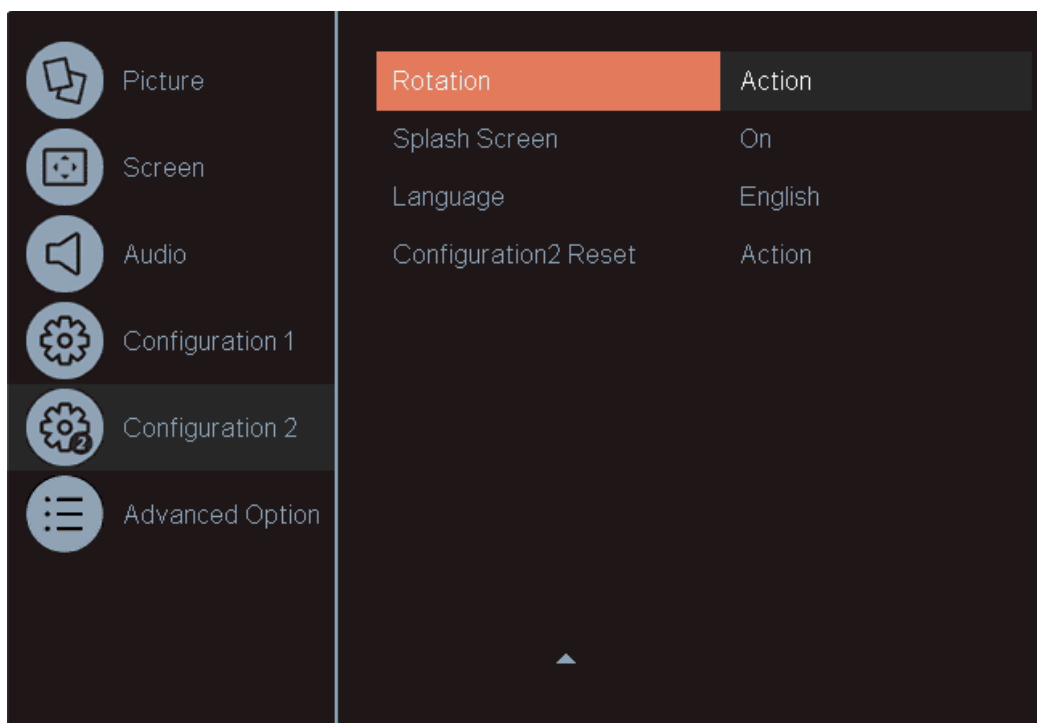 Picture
Screen
Audio
Configuration 1
2
Configuration 2
Advanced Option
Rotation Action
Splash Screen On
Language English
Configuration2 Reset Action